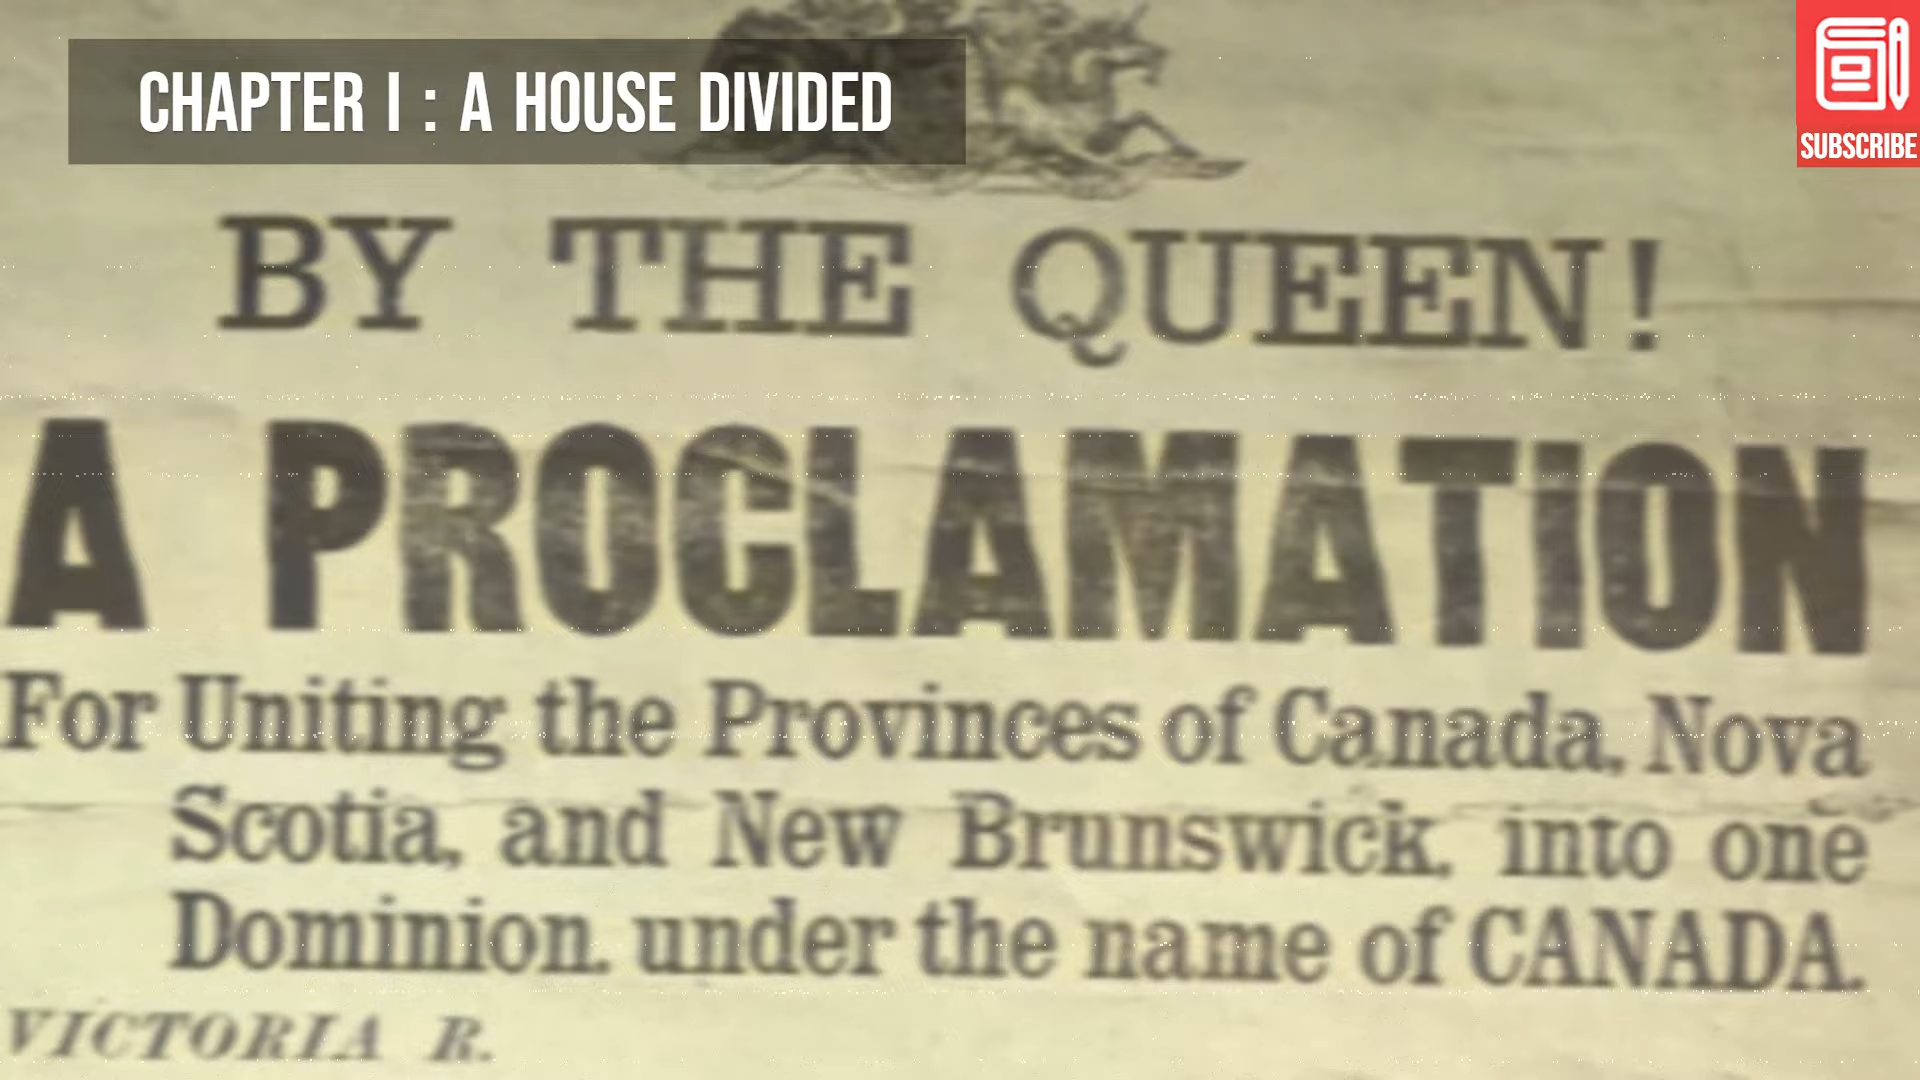 CHAPTER I : A HOUSE DIVIDED
SUBSCRIBE
BY THE QUEEN!
A PROCLAMATION
For Uniting the Provinces of Canada, Nova
Scotia, and New Brunswick, into one
Dominion, under the name of CANADA.
VICTORIA R.